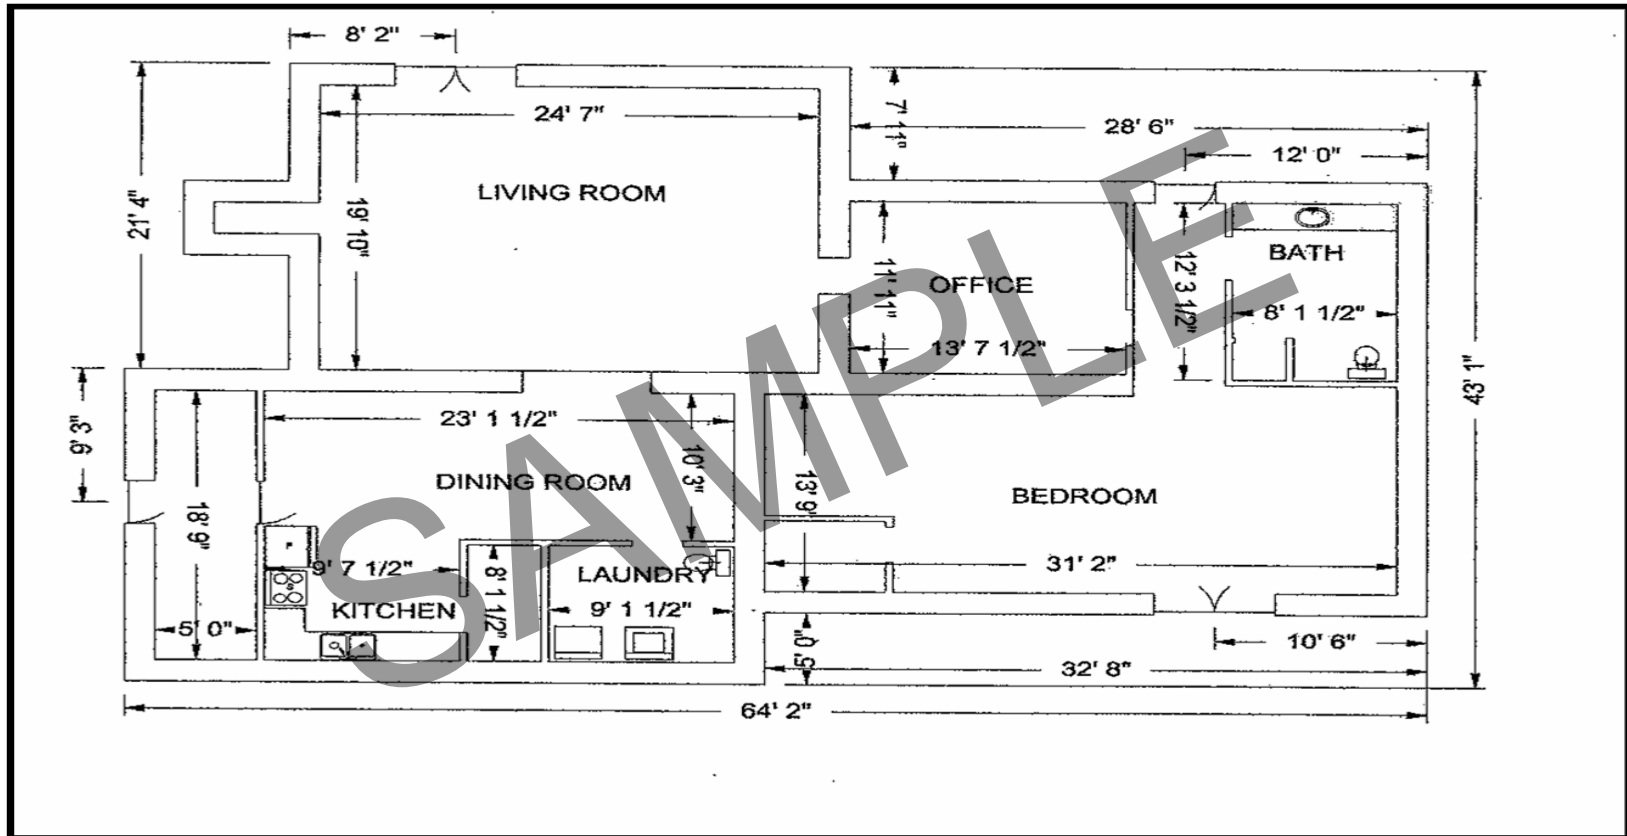 8' 2"
24' 7"
7' 11"
28' 6"
12' 0"
LIVING ROOM
21' 4"
19' 10"
11' 11"
OFFICE
12' 3 1/2"
BATH
8' 1 1/2"
13' 7 1/2"
43' 1"
9' 3"
23' 1 1/2"
10' 3"
DINING ROOM
13' 9"
BEDROOM
18' 9"
9' 7 1/2"
8' 1 1/2"
LAUNDRY
31' 2"
KITCHEN
9' 1 1/2"
5' 0"
5' 0"
10' 6"
32' 8"
64' 2"
SAMPLE